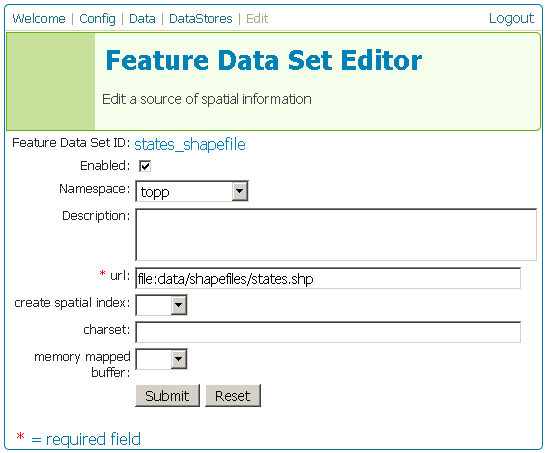 Welcome | Config | Data | DataStores | Edit Logout
Feature Data Set Editor
Edit a source of spatial information
Feature Data Set ID: states_shapefile
Enabled:
Namespace: topp
Description:
* url: file:data/shapefiles/states.shp
create spatial index:
charset:
memory mapped
buffer:
Submit Reset
* = required field